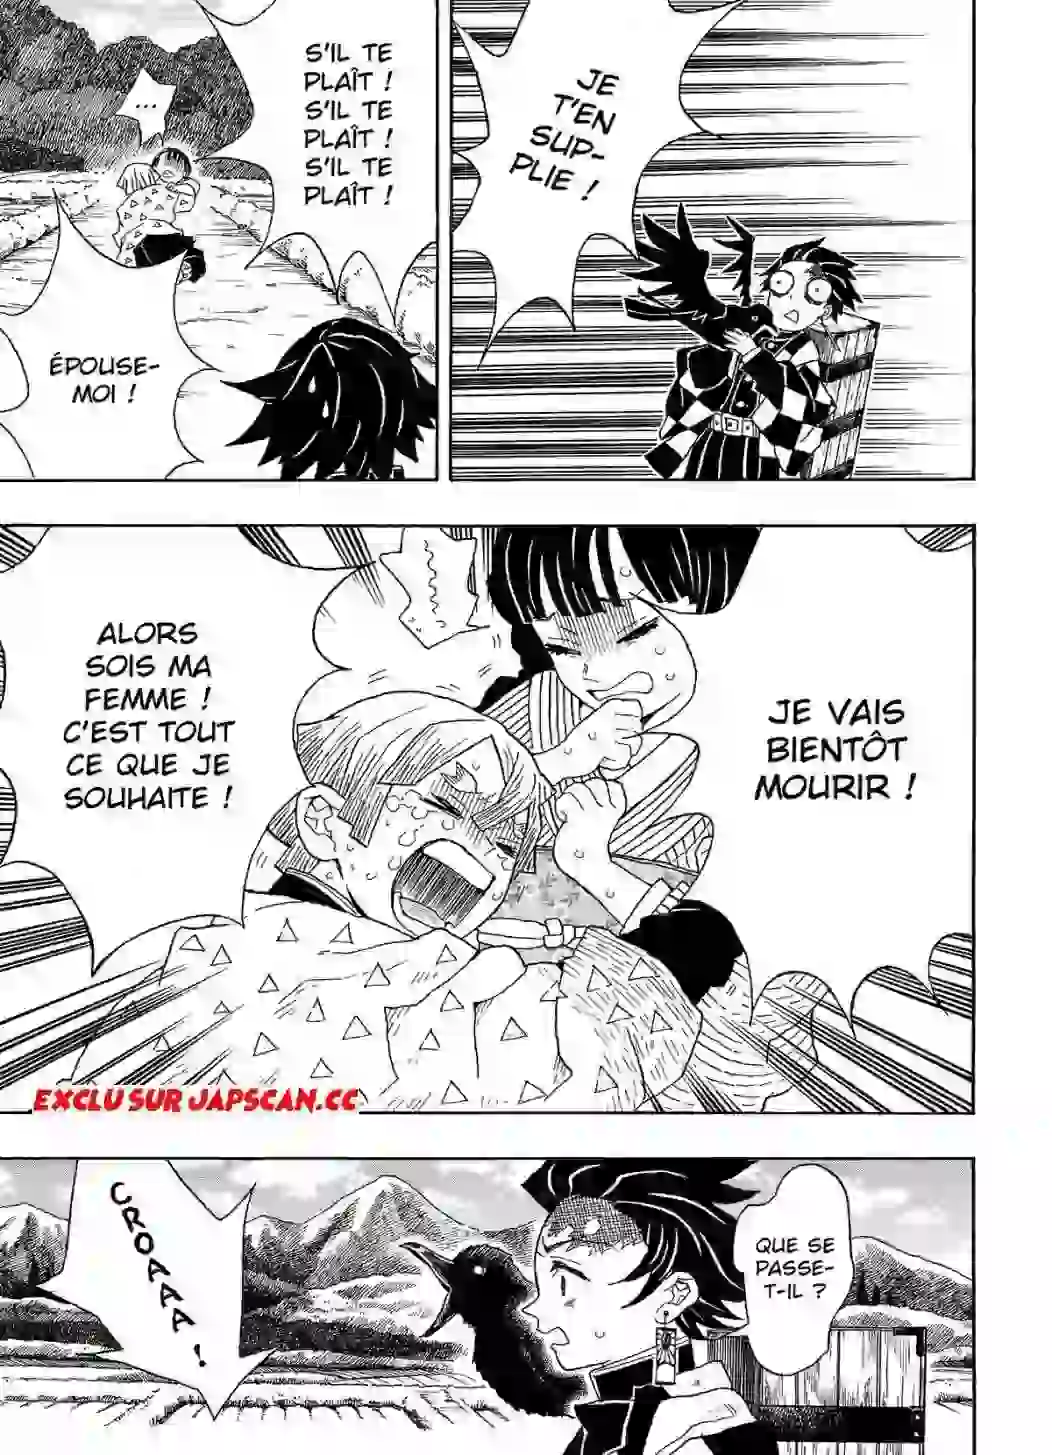 JE
T'EN
SUP-
PLIE !
S'IL TE
PLAÎT !
S'IL TE
PLAÎT !
S'IL TE
PLAÎT !
...
ÉPOUSE-
MOI !
JE VAIS
BIENTÔT
MOURIR !
ALORS
SOIS MA
FEMME !
C'EST TOUT
CE QUE JE
SOUHAITE !
EXCLU SUR JAPSCAN.CC
QUE SE
PASSE-
T-IL ?
CROAAA !